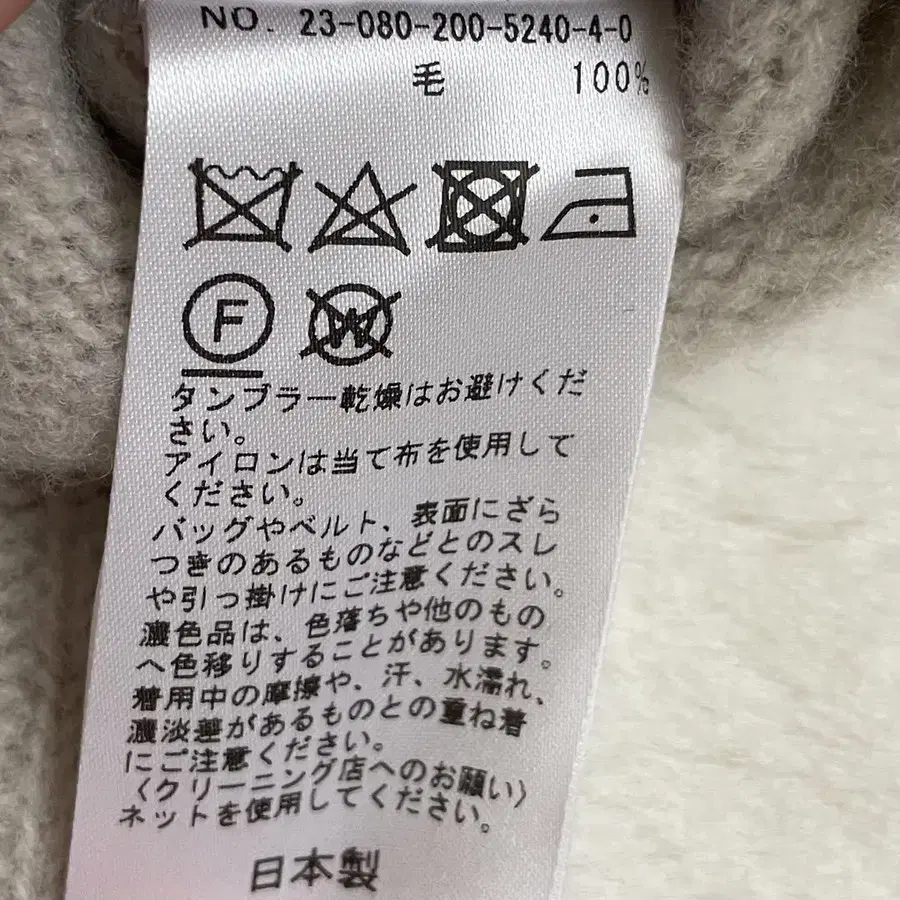 NO. 23-080-200-5240-4-0
毛 100%
F
W
タンブラー乾燥はお避けくだ
さい。
アイロンは当て布を使用して
ください。
バッグやベルト、表面にざら
つきのあるものなどとのスレ
や引っ掛けにご注意ください。
濃色品は、色落ちや他のもの
へ色移りすることがあります。
着用中の摩擦や、汗、水濡れ、
濃淡差があるものとの重ね着
にご注意ください。
〈クリーニング店へのお願い〉
ネットを使用してください。
日本製